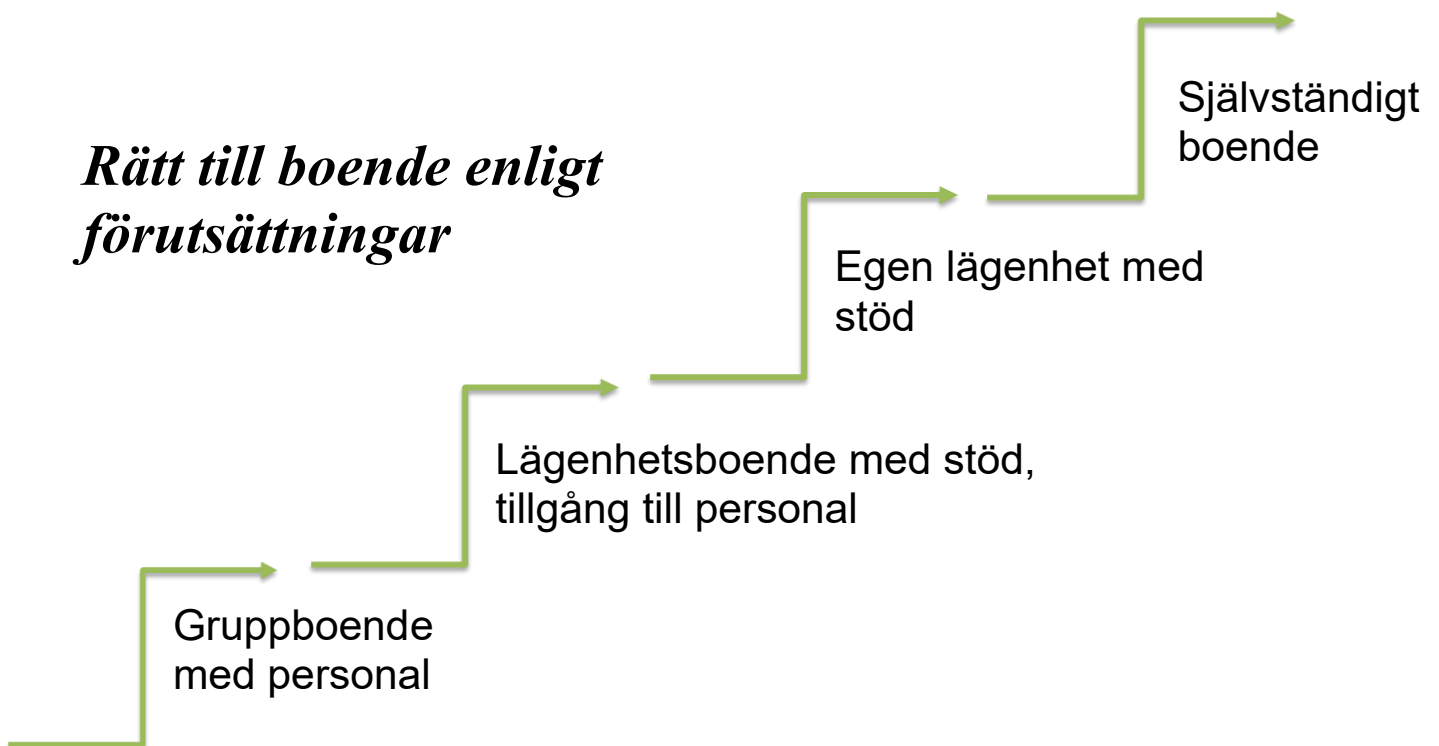 Självständigt
boende
Rätt till boende enligt
förutsättningar
Egen lägenhet med
stöd
Lägenhetsboende med stöd,
tillgång till personal
Gruppboende
med personal